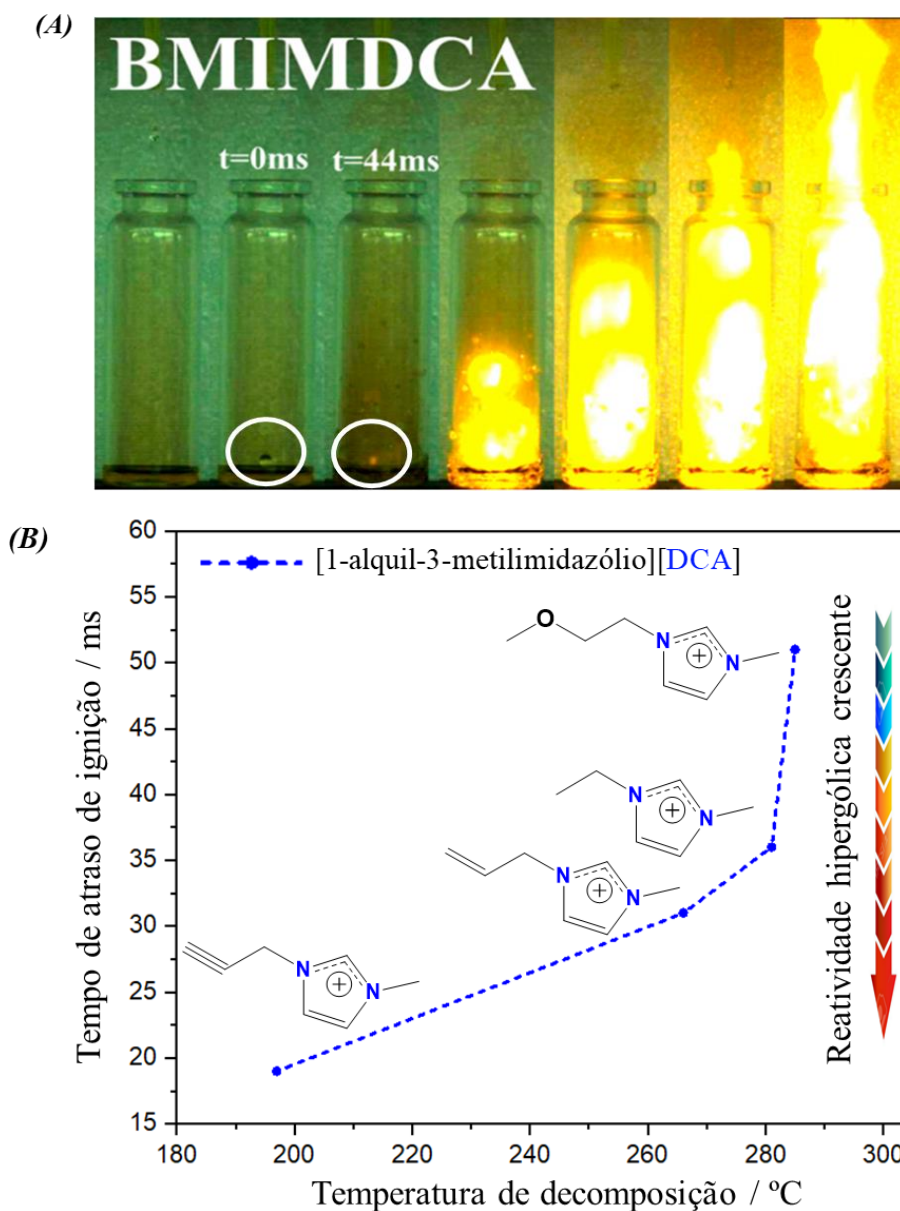 (A)
BMIMDCA
t=0ms t=44ms
(B)
[1-alquil-3-metilimidazólio][DCA]
Tempo de atraso de ignição / ms
60
55
50
45
40
35
30
25
20
15
O
N
N
+
N
N
+
N
N
+
N
N
+
Reatividade hipergólica crescente
180 200 220 240 260 280 300
Temperatura de decomposição / ºC